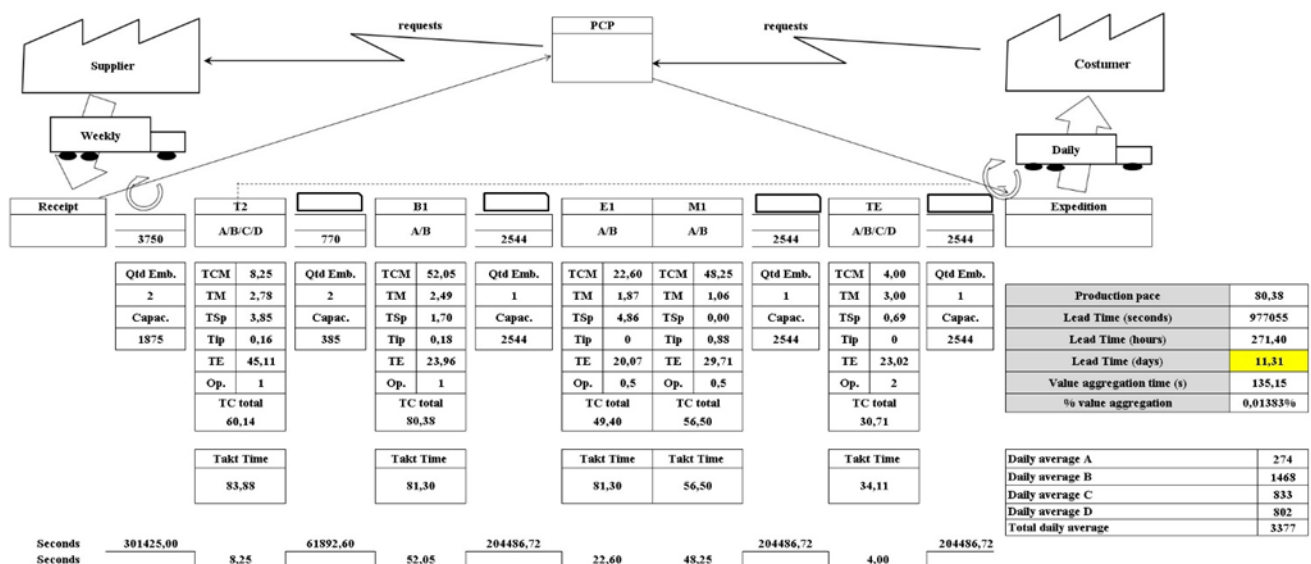 requests
PCP
requests
Supplier
Costumer
Weekly
Daily
Receipt
T2
B1
E1
M1
TE
Expedition
3750
A/B/C/D
770
A/B
2544
A/B
A/B
2544
A/B/C/D
2544
Qtd Emb.
TCM 8,25
Qtd Emb.
TCM 52,05
Qtd Emb.
TCM 22,60
TCM 48,25
Qtd Emb.
TCM 4,00
Qtd Emb.
2
TM 2,78
2
TM 2,49
1
TM 1,87
TM 1,06
1
TM 3,00
1
Capac.
TSp 3,85
Capac.
TSp 1,70
Capac.
TSp 4,86
TSp 0,00
Capac.
TSp 0,69
Capac.
1875
Tip 0,16
385
Tip 0,18
2544
Tip 0
Tip 0,88
2544
Tip 0
2544
TE 45,11
TE 23,96
TE 20,07
TE 29,71
TE 23,02
Op. 1
Op. 1
Op. 0,5
Op. 0,5
Op. 2
TC total
TC total
TC total
TC total
TC total
60,14
80,38
49,40
56,50
30,71
Takt Time
Takt Time
Takt Time
Takt Time
Takt Time
83,88
81,30
81,30
56,50
34,11
Production pace 80,38
Lead Time (seconds) 977055
Lead Time (hours) 271,40
Lead Time (days) 11,31
Value aggregation time (s) 135,15
% value aggregation 0,01383%
Daily average A 274
Daily average B 1468
Daily average C 833
Daily average D 802
Total daily average 3377
Seconds 301425,00 61892,60 204486,72 204486,72 204486,72
Seconds 8,25 52,05 22,60 48,25 4,00